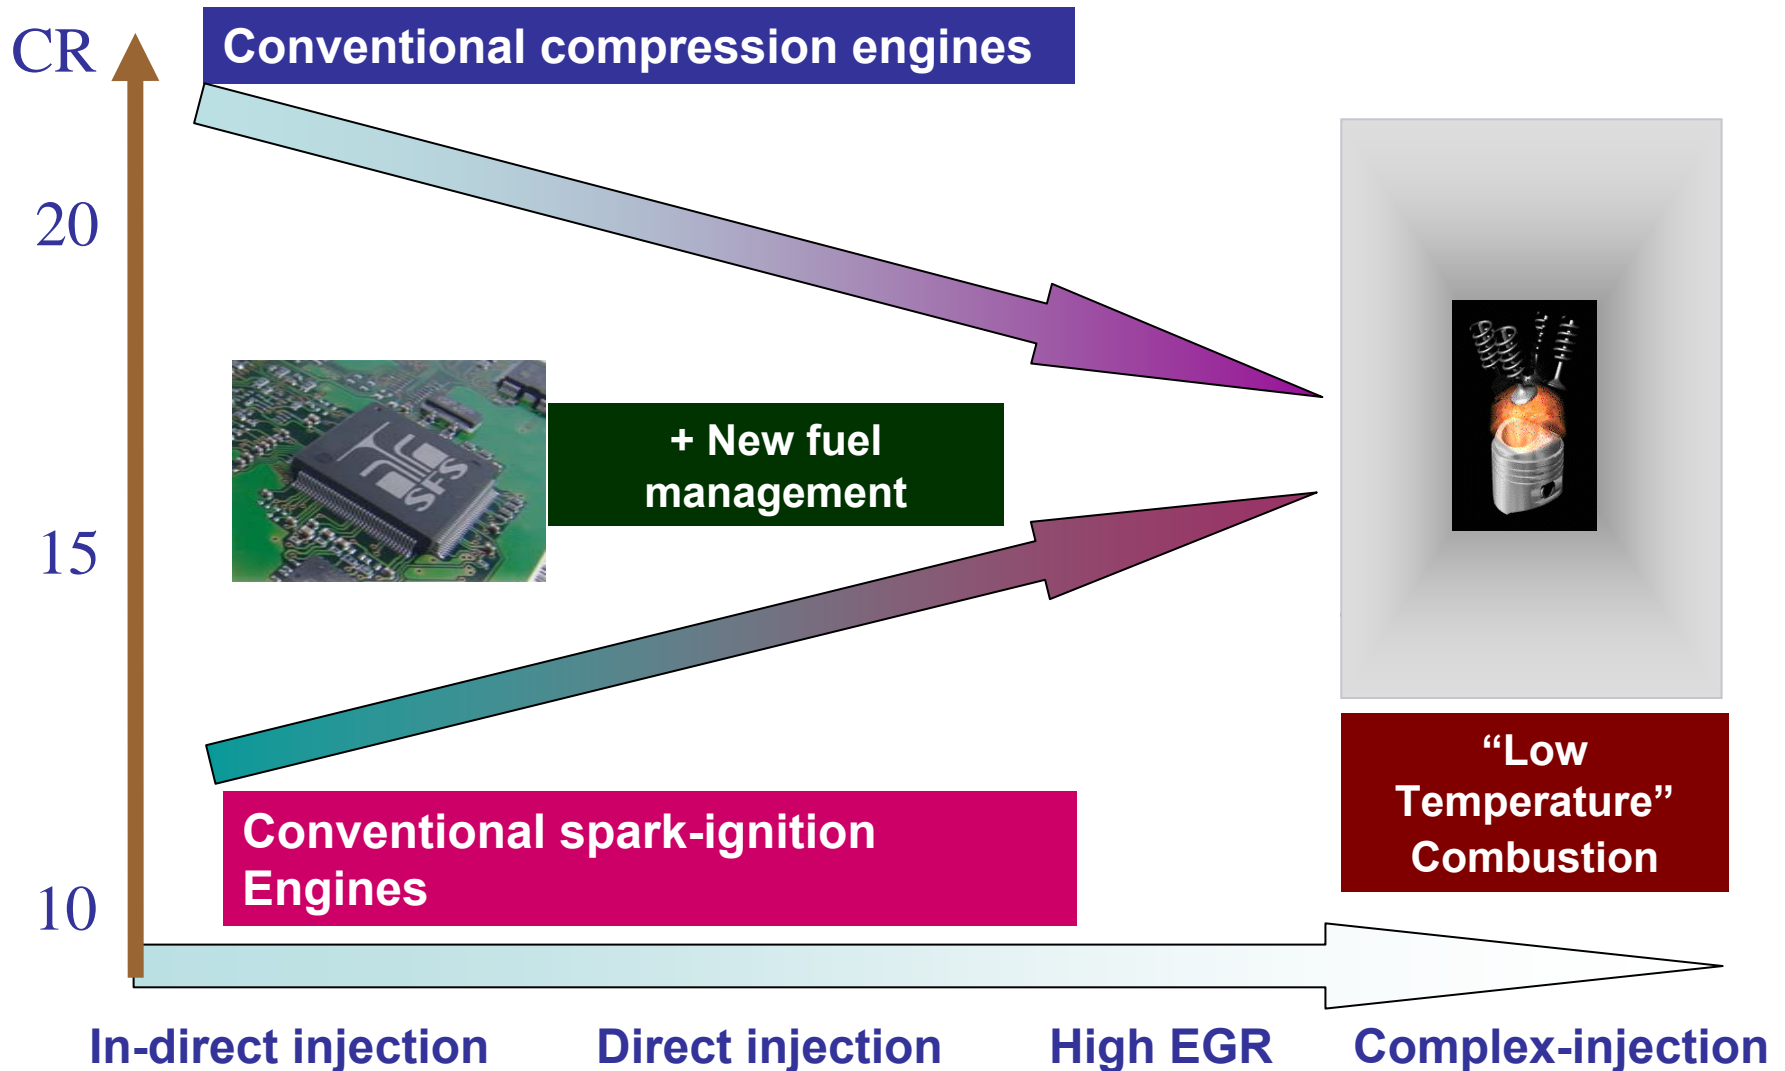 CR
Conventional compression engines
20
+ New fuel
management
SFS
15
“Low
Temperature”
Combustion
Conventional spark-ignition
Engines
10
In-direct injection
Direct injection
High EGR
Complex-injection